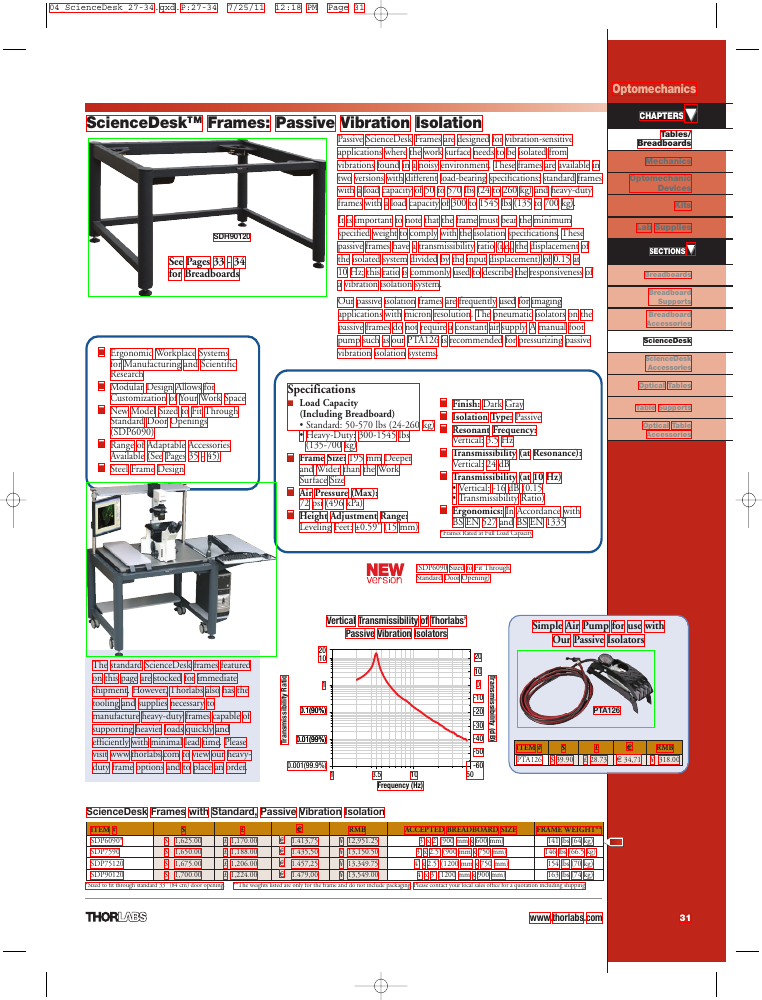 04 ScienceDesk 27-34.qxd.P:27-34 7/25/11 12:18 PM Page 31
Optomechanics
CHAPTERS
Tables/
Breadboards
Mechanics
Optomechanic
Devices
Kits
Lab Supplies
SECTIONS
Breadboards
Breadboard
Supports
Breadboard
Accessories
ScienceDesk
ScienceDesk
Accessories
Optical Tables
Table Supports
Optical Table
Accessories
ScienceDesk™ Frames: Passive Vibration Isolation
SDH90120
See Pages 33 - 34
for Breadboards
Passive ScienceDesk Frames are designed for vibration-sensitive
applications where the work surface needs to be isolated from
vibrations found in a noisy environment. These frames are available in
two versions with different load-bearing specifications: standard frames
with a load capacity of 50 to 570 lbs (24 to 260 kg) and heavy-duty
frames with a load capacity of 300 to 1545 lbs (135 to 700 kg).
It is important to note that the frame must bear the minimum
specified weight to comply with the isolation specifications. These
passive frames have a transmissibility ratio (i.e., the displacement of
the isolated system divided by the input displacement) of 0.15 at
10 Hz; this ratio is commonly used to describe the responsiveness of
a vibration isolation system.
Our passive isolation frames are frequently used for imaging
applications with micron resolution. The pneumatic isolators on the
passive frames do not require a constant air supply. A manual foot
pump such as our PTA126 is recommended for pressurizing passive
vibration isolation systems.
Ergonomic Workplace Systems
for Manufacturing and Scientific
Research
Modular Design Allows for
Customization of Your Work Space
New Model Sized to Fit Through
Standard Door Openings
(SDP6090)
Range of Adaptable Accessories
Available (See Pages 35 - 45)
Steel Frame Design
Specifications
Load Capacity
(Including Breadboard)
• Standard: 50-570 lbs (24-260 kg)
• Heavy-Duty: 300-1545 lbs
(135-700 kg)
Frame Size: 195 mm Deeper
and Wider than the Work
Surface Size
Air Pressure (Max):
72 psi (496 kPa)
Height Adjustment Range:
Leveling Feet: ±0.59" (15 mm)
Finish: Dark Gray
Isolation Type: Passive
Resonant Frequency:
Vertical: 3.5 Hz
Transmissibility (at Resonance):
Vertical: 24 dB
Transmissibility (at 10 Hz)
• Vertical: -16 dB (0.15
Transmissibility Ratio)
Ergonomics: In Accordance with
BS EN 527 and BS EN 1335
Frames Rated at Full Load Capacity
NEW
version
(SDP6090 Sized to Fit Through
Standard Door Opening)
The standard ScienceDesk frames featured
on this page are stocked for immediate
shipment. However, Thorlabs also has the
tooling and supplies necessary to
manufacture heavy-duty frames capable of
supporting heavier loads quickly and
efficiently with minimal lead time. Please
visit www.thorlabs.com to view our heavy-
duty frame options and to place an order.
Vertical Transmissibility of Thorlabs'
Passive Vibration Isolators
Transmissibility Ratio
20
10
1
0.1(90%)
0.01(99%)
0.001(99.9%)
Transmissibility (dB)
20
10
0
-10
-20
-30
-40
-50
-60
1 3.5 10 50
Frequency (Hz)
Simple Air Pump for use with
Our Passive Isolators
PTA126
ITEM # $ £ € RMB
PTA126 $ 39.90 £ 28.73 € 34,71 ¥ 318.00
ScienceDesk Frames with Standard, Passive Vibration Isolation
ITEM # $ £ € RMB ACCEPTED BREADBOARD SIZE FRAME WEIGHT**
SDP6090* $ 1,625.00 £ 1,170.00 € 1.413,75 ¥ 12,951.25 3' x 2' (900 mm x 600 mm) 141 lbs (64 kg)
SDP7590 $ 1,650.00 £ 1,188.00 € 1.435,50 ¥ 13,150.50 3' x 2.5' (900 mm x 750 mm) 146 lbs (66.5 kg)
SDP75120 $ 1,675.00 £ 1,206.00 € 1.457,25 ¥ 13,349.75 4' x 2.5' (1200 mm x 750 mm) 154 lbs (70 kg)
SDP90120 $ 1,700.00 £ 1,224.00 € 1.479,00 ¥ 13,549.00 4' x 3' (1200 mm x 900 mm) 163 lbs (74 kg)
*Sized to fit through standard 33" (84 cm) door opening. **The weights listed are only for the frame and do not include packaging. Please contact your local sales office for a quotation including shipping.
THORLABS
www.thorlabs.com
31